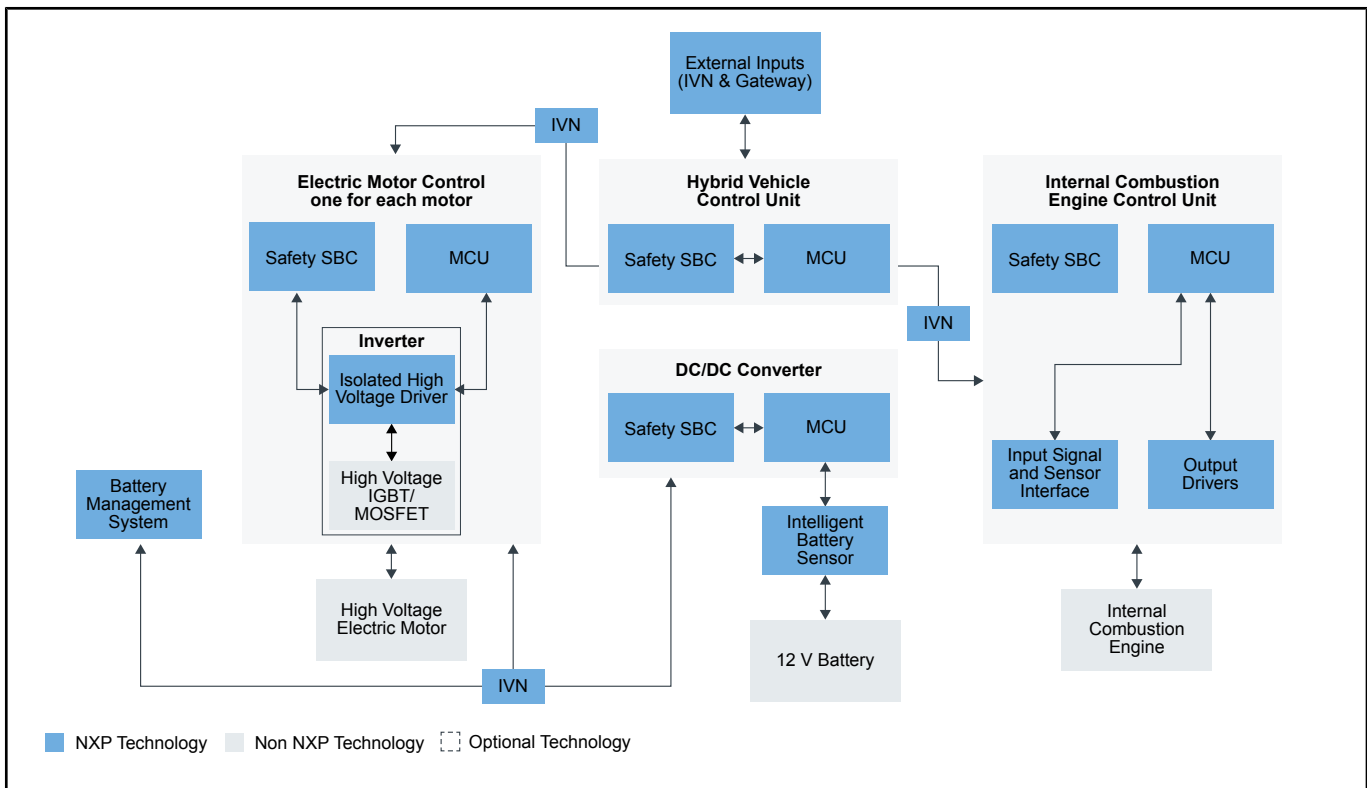 External Inputs
(IVN & Gateway)
IVN
Electric Motor Control
one for each motor
Safety SBC
MCU
Inverter
Isolated High
Voltage Driver
High Voltage
IGBT/
MOSFET
High Voltage
Electric Motor
Battery
Management
System
IVN
Hybrid Vehicle
Control Unit
Safety SBC
MCU
IVN
DC/DC Converter
Safety SBC
MCU
Intelligent
Battery
Sensor
12 V Battery
Internal Combustion
Engine Control Unit
Safety SBC
MCU
Input Signal
and Sensor
Interface
Output
Drivers
Internal
Combustion
Engine
NXP Technology
Non NXP Technology
Optional Technology